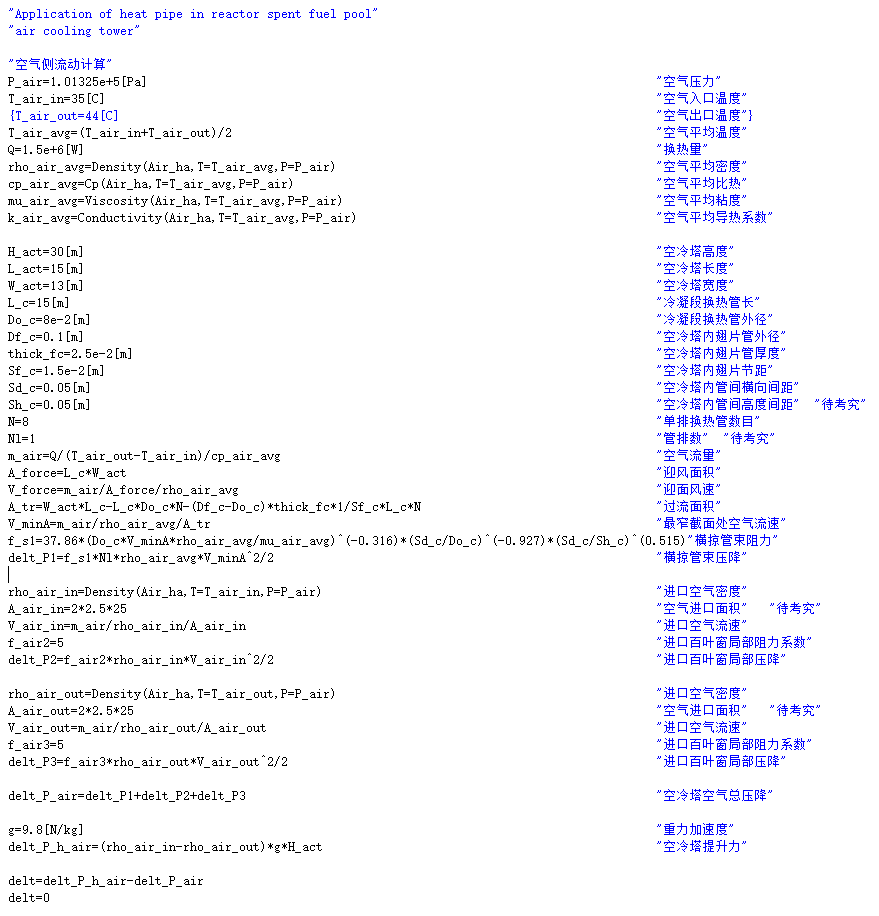 "Application of heat pipe in reactor spent fuel pool"
"air cooling tower"
"空气侧流动计算"
P_air=1.01325e+5[Pa] "空气压力"
T_air_in=35[C] "空气入口温度"
{T_air_out=44[C] "空气出口温度"}
T_air_avg=(T_air_in+T_air_out)/2 "空气平均温度"
Q=1.5e+6[W] "换热量"
rho_air_avg=Density(Air_ha,T=T_air_avg,P=P_air) "空气平均密度"
cp_air_avg=Cp(Air_ha,T=T_air_avg,P=P_air) "空气平均比热"
mu_air_avg=Viscosity(Air_ha,T=T_air_avg,P=P_air) "空气平均粘度"
k_air_avg=Conductivity(Air_ha,T=T_air_avg,P=P_air) "空气平均导热系数"
H_act=30[m] "空冷塔高度"
L_act=15[m] "空冷塔长度"
W_act=13[m] "空冷塔宽度"
L_c=15[m] "冷凝段换热管长"
Do_c=8e-2[m] "冷凝段换热管外径"
Df_c=0.1[m] "空冷塔内翅片管外径"
thick_fc=2.5e-2[m] "空冷塔内翅片管厚度"
Sf_c=1.5e-2[m] "空冷塔内翅片节距"
Sd_c=0.05[m] "空冷塔内管间横向间距"
Sh_c=0.05[m] "空冷塔内管间高度间距" "待考究"
N=8 "单排换热管数目"
Nl=1 "管排数" "待考究"
m_air=Q/(T_air_out-T_air_in)/cp_air_avg "空气流量"
A_force=L_c*W_act "迎风面积"
V_force=m_air/A_force/rho_air_avg "迎面风速"
A_tr=W_act*L_c-L_c*Do_c*N-(Df_c-Do_c)*thick_fc*1/Sf_c*L_c*N "过流面积"
V_minA=m_air/rho_air_avg/A_tr "最窄截面处空气流速"
f_s1=37.86*(Do_c*V_minA*rho_air_avg/mu_air_avg)^(-0.316)*(Sd_c/Do_c)^(-0.927)*(Sd_c/Sh_c)^(0.515)"横掠管束阻力"
delt_P1=f_s1*Nl*rho_air_avg*V_minA^2/2 "横掠管束压降"
rho_air_in=Density(Air_ha,T=T_air_in,P=P_air) "进口空气密度"
A_air_in=2*2.5*25 "空气进口面积" "待考究"
V_air_in=m_air/rho_air_in/A_air_in "进口空气流速"
f_air2=5 "进口百叶窗局部阻力系数"
delt_P2=f_air2*rho_air_in*V_air_in^2/2 "进口百叶窗局部压降"
rho_air_out=Density(Air_ha,T=T_air_out,P=P_air) "进口空气密度"
A_air_out=2*2.5*25 "空气进口面积" "待考究"
V_air_out=m_air/rho_air_out/A_air_out "进口空气流速"
f_air3=5 "进口百叶窗局部阻力系数"
delt_P3=f_air3*rho_air_out*V_air_out^2/2 "进口百叶窗局部压降"
delt_P_air=delt_P1+delt_P2+delt_P3 "空冷塔空气总压降"
g=9.8[N/kg] "重力加速度"
delt_P_h_air=(rho_air_in-rho_air_out)*g*H_act "空冷塔提升力"
delt=delt_P_h_air-delt_P_air
delt=0